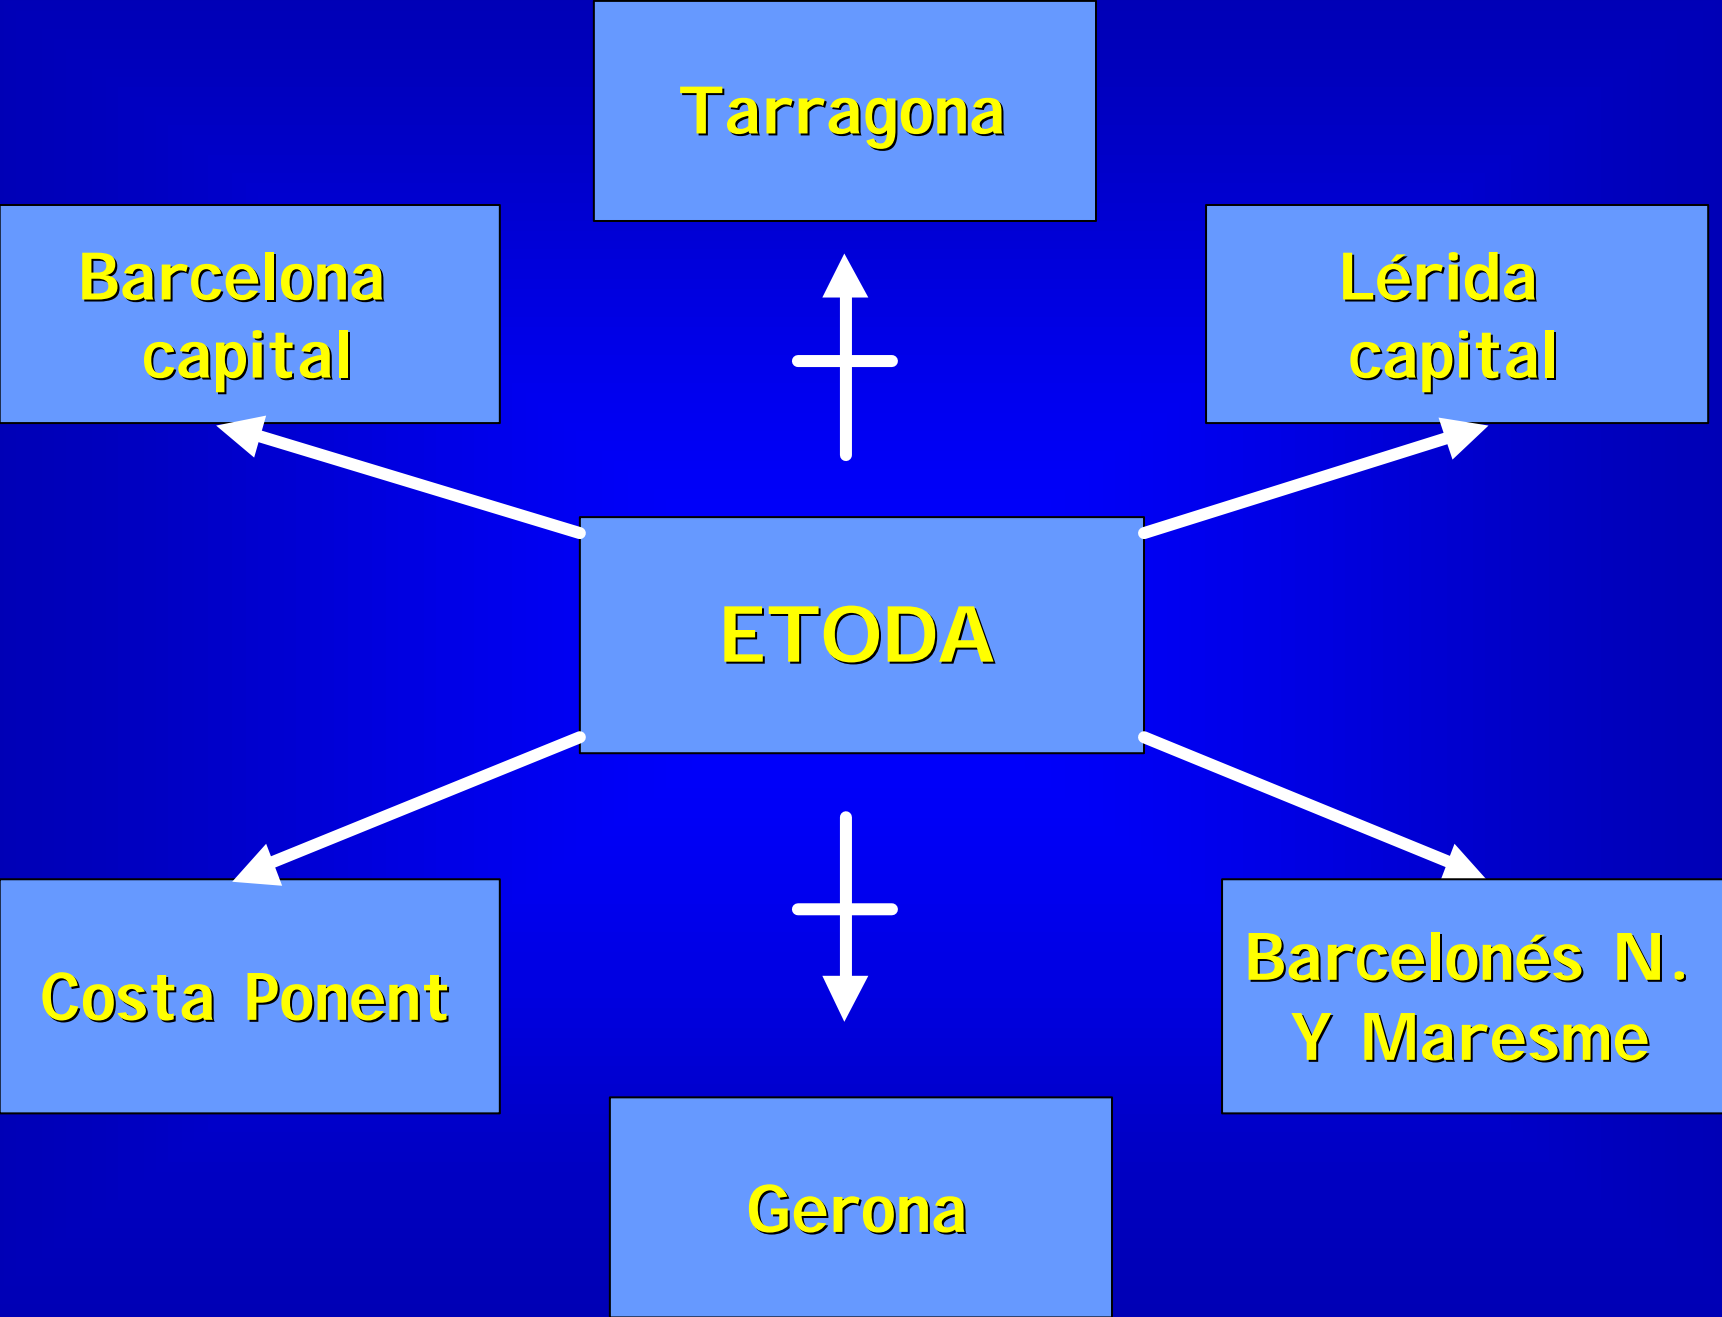 Tarragona
Barcelona
capital
Lérida
capital
ETODA
Costa Ponent
Barcelonés N.
Y Maresme
Gerona